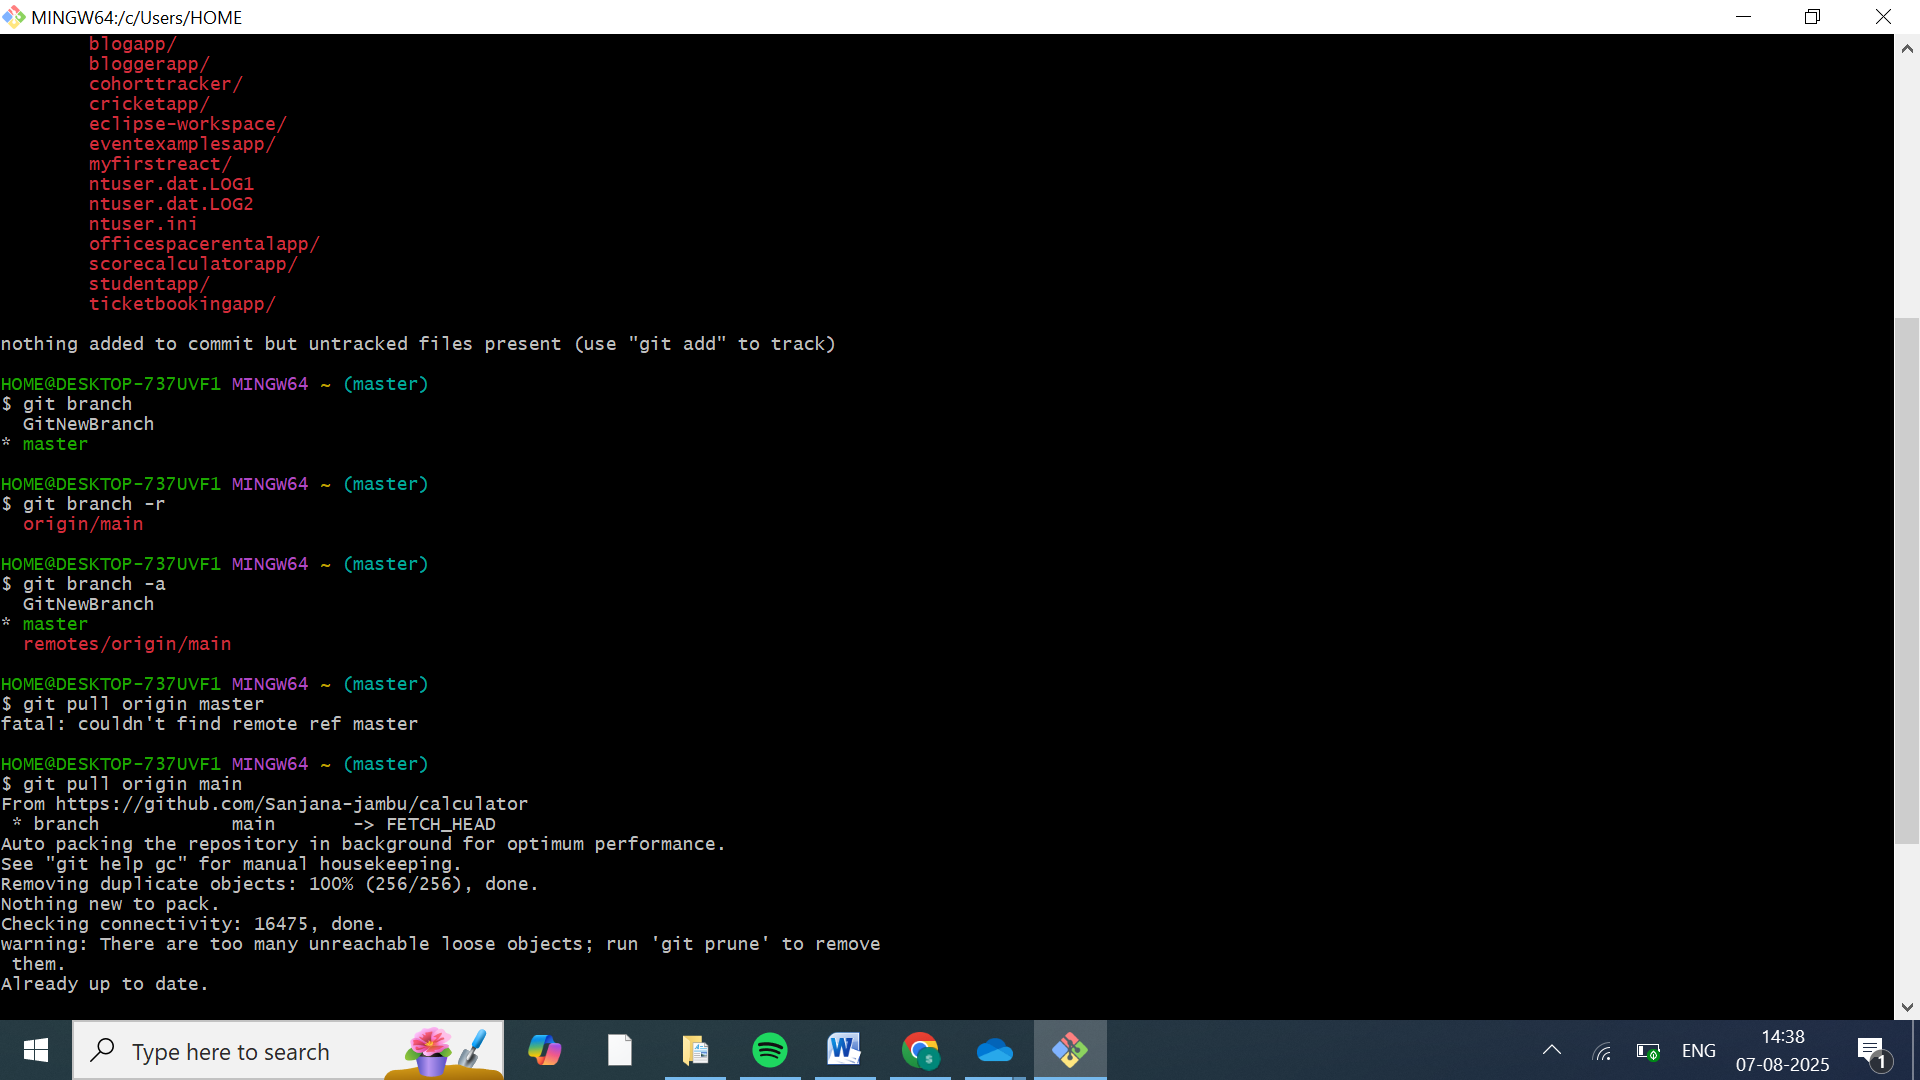 MINGW64:/c/Users/HOME
blogapp/
bloggerapp/
cohorttracker/
cricketapp/
eclipse-workspace/
eventexamplesapp/
myfirstreact/
ntuser.dat.LOG1
ntuser.dat.LOG2
ntuser.ini
officespacerentalapp/
scorecalculatorapp/
studentapp/
ticketbookingapp/
nothing added to commit but untracked files present (use "git add" to track)
HOME@DESKTOP-737UVF1 MINGW64 ~ (master)
$ git branch
GitNewBranch
* master
HOME@DESKTOP-737UVF1 MINGW64 ~ (master)
$ git branch -r
origin/main
HOME@DESKTOP-737UVF1 MINGW64 ~ (master)
$ git branch -a
GitNewBranch
* master
remotes/origin/main
HOME@DESKTOP-737UVF1 MINGW64 ~ (master)
$ git pull origin master
fatal: couldn't find remote ref master
HOME@DESKTOP-737UVF1 MINGW64 ~ (master)
$ git pull origin main
From https://github.com/Sanjana-jambu/calculator
* branch main -> FETCH_HEAD
Auto packing the repository in background for optimum performance.
See "git help gc" for manual housekeeping.
Removing duplicate objects: 100% (256/256), done.
Nothing new to pack.
Checking connectivity: 16475, done.
warning: There are too many unreachable loose objects; run 'git prune' to remove
them.
Already up to date.
Type here to search
W
S
ENG
14:38
07-08-2025
1